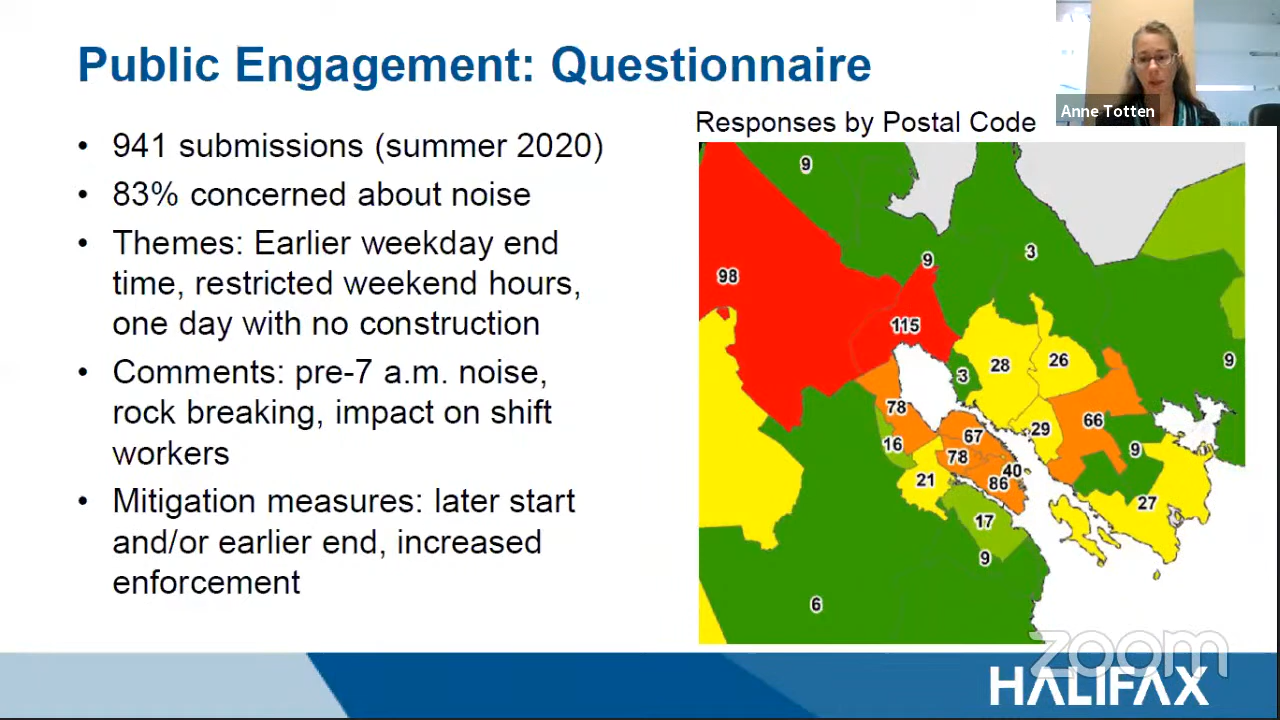 Public Engagement: Questionnaire
Anne Totten
• 941 submissions (summer 2020)
• 83% concerned about noise
• Themes: Earlier weekday end
time, restricted weekend hours,
one day with no construction
• Comments: pre-7 a.m. noise,
rock breaking, impact on shift
workers
• Mitigation measures: later start
and/or earlier end, increased
enforcement
Responses by Postal Code
9
3
9
98
115
28
26
9
3
78
66
29
67
16
9
78
40
21
86
27
17
9
6
zoom
HALIFAX